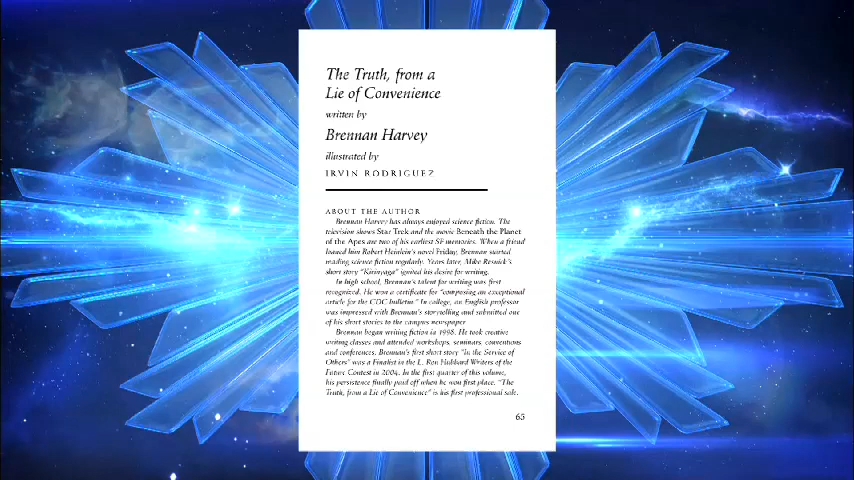 The Truth, from a
Lie of Convenience
written by
Brennan Harvey
illustrated by
IRVIN RODRIGUEZ
ABOUT THE AUTHOR
Brennan Harvey has always enjoyed science fiction. The
television shows Star Trek and the movie Beneath the Planet
of the Apes are two of his earliest SF memories. When a friend
loaned him Robert Heinlein's novel Friday, Brennan started
reading science fiction regularly. Years later, Mike Resnick's
short story "Kirinyaga" ignited his desire for writing.
In high school, Brennan's talent for writing was first
recognized. He won a certificate for "composing an exceptional
article for the COC bulletin." In college, an English professor
was impressed with Brennan's storytelling and submitted one
of his short stories to the campus newspaper
Brennan began writing fiction in 1998. He took creative
writing classes and attended workshops, seminars, conventions
and conferences. Brennan's first short story "In the Service of
Others" was a Finalist in the L. Ron Hubbard Writers of the
Future Contest in 2004. In the first quarter of this volume,
his persistence finally paid off when he won first place. "The
Truth, from a Lie of Convenience" is his first professional sale.
65